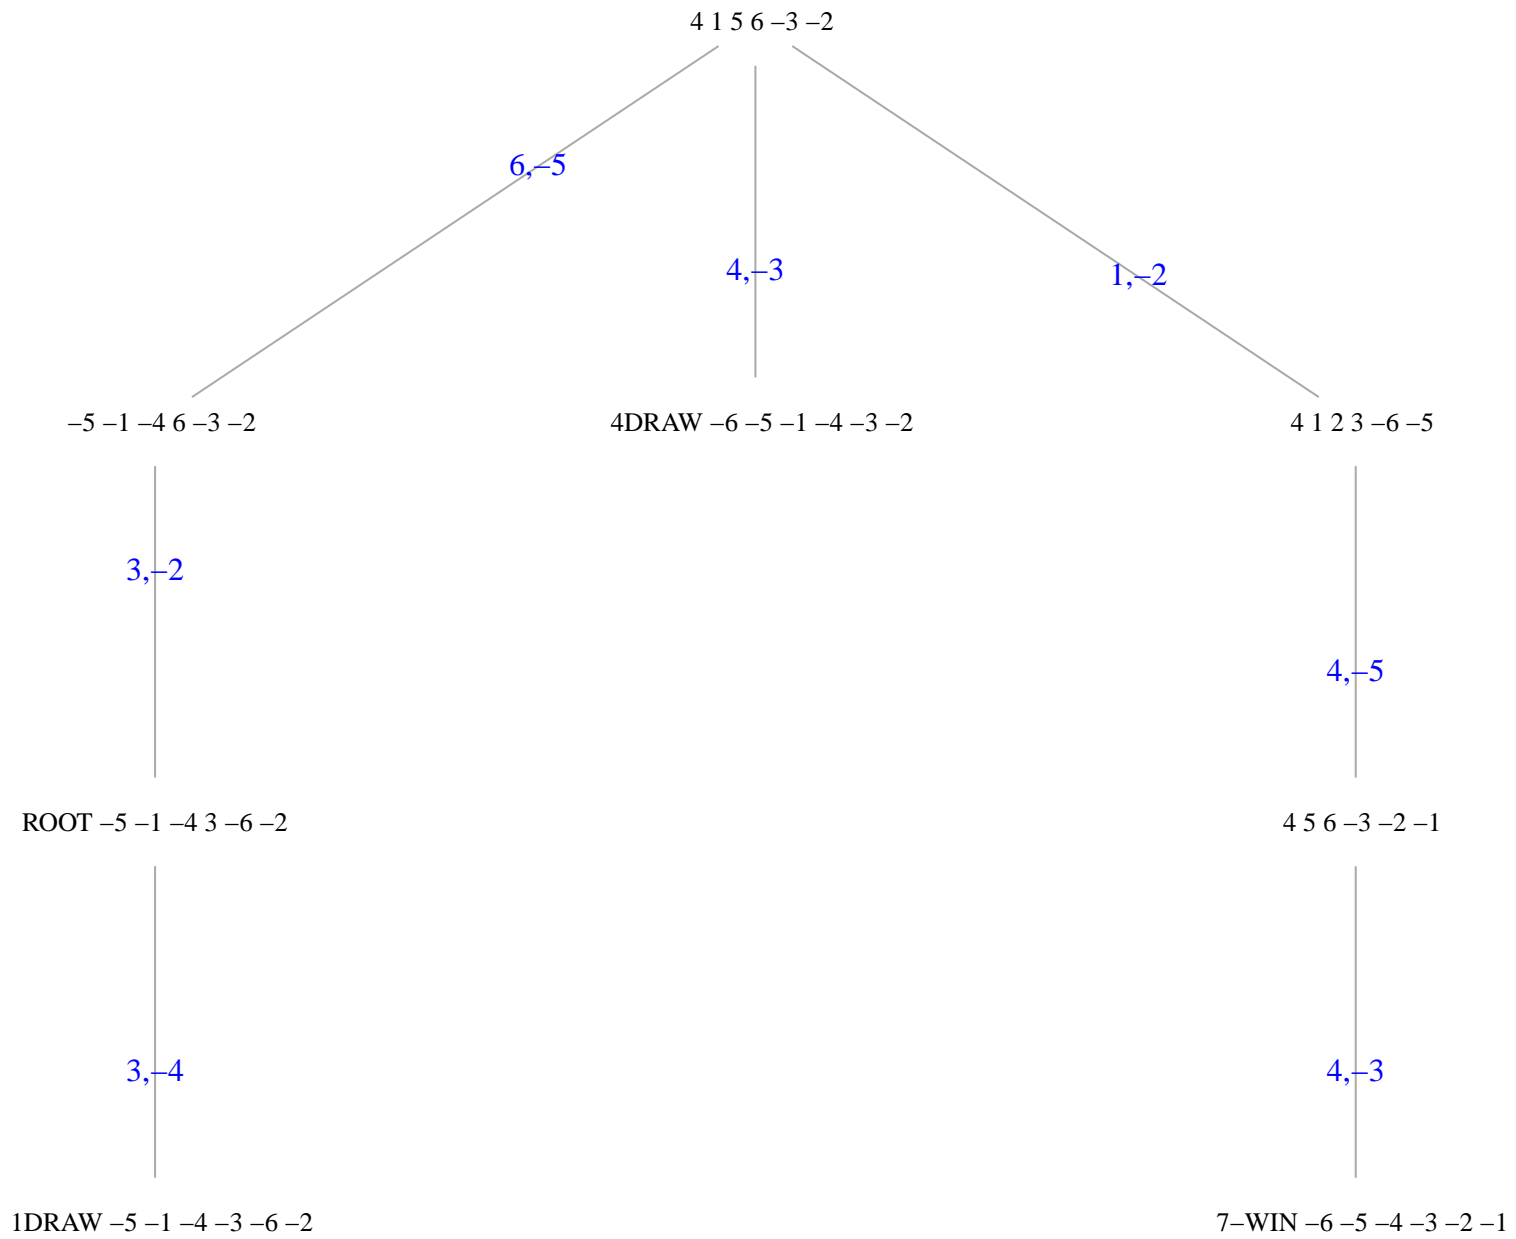 4 1 5 6 –3 –2
6,–5
4,–3
1,–2
–5 –1 –4 6 –3 –2
4DRAW –6 –5 –1 –4 –3 –2
4 1 2 3 –6 –5
3,–2
4,–5
ROOT –5 –1 –4 3 –6 –2
4 5 6 –3 –2 –1
3,–4
4,–3
1DRAW –5 –1 –4 –3 –6 –2
7–WIN –6 –5 –4 –3 –2 –1